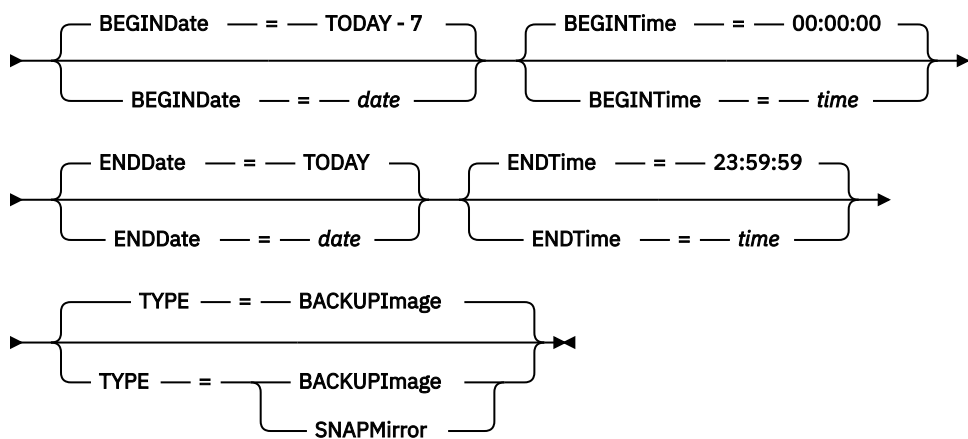 BEGINDate = TODAY - 7 BEGINTime = 00:00:00
BEGINDate = date BEGINTime = time
ENDDate = TODAY ENDTime = 23:59:59
ENDDate = date ENDTime = time
TYPE = BACKUPImage
TYPE = BACKUPImage
SNAPMirror